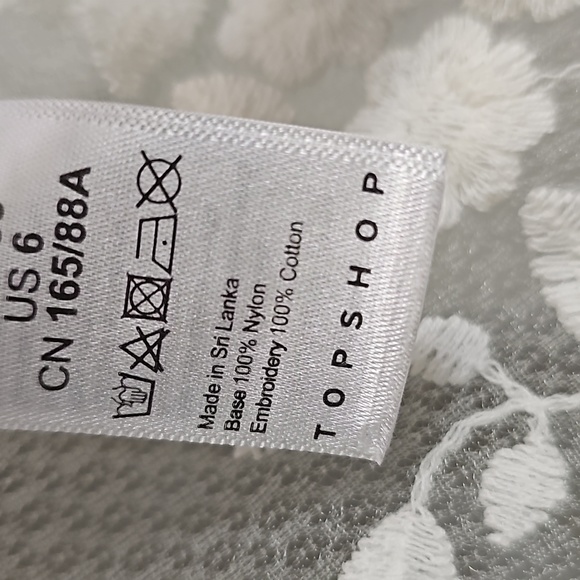 US 6
CN 165/88A
Made in Sri Lanka
Base 100% Nylon
Embroidery 100% Cotton
TOPSHOP